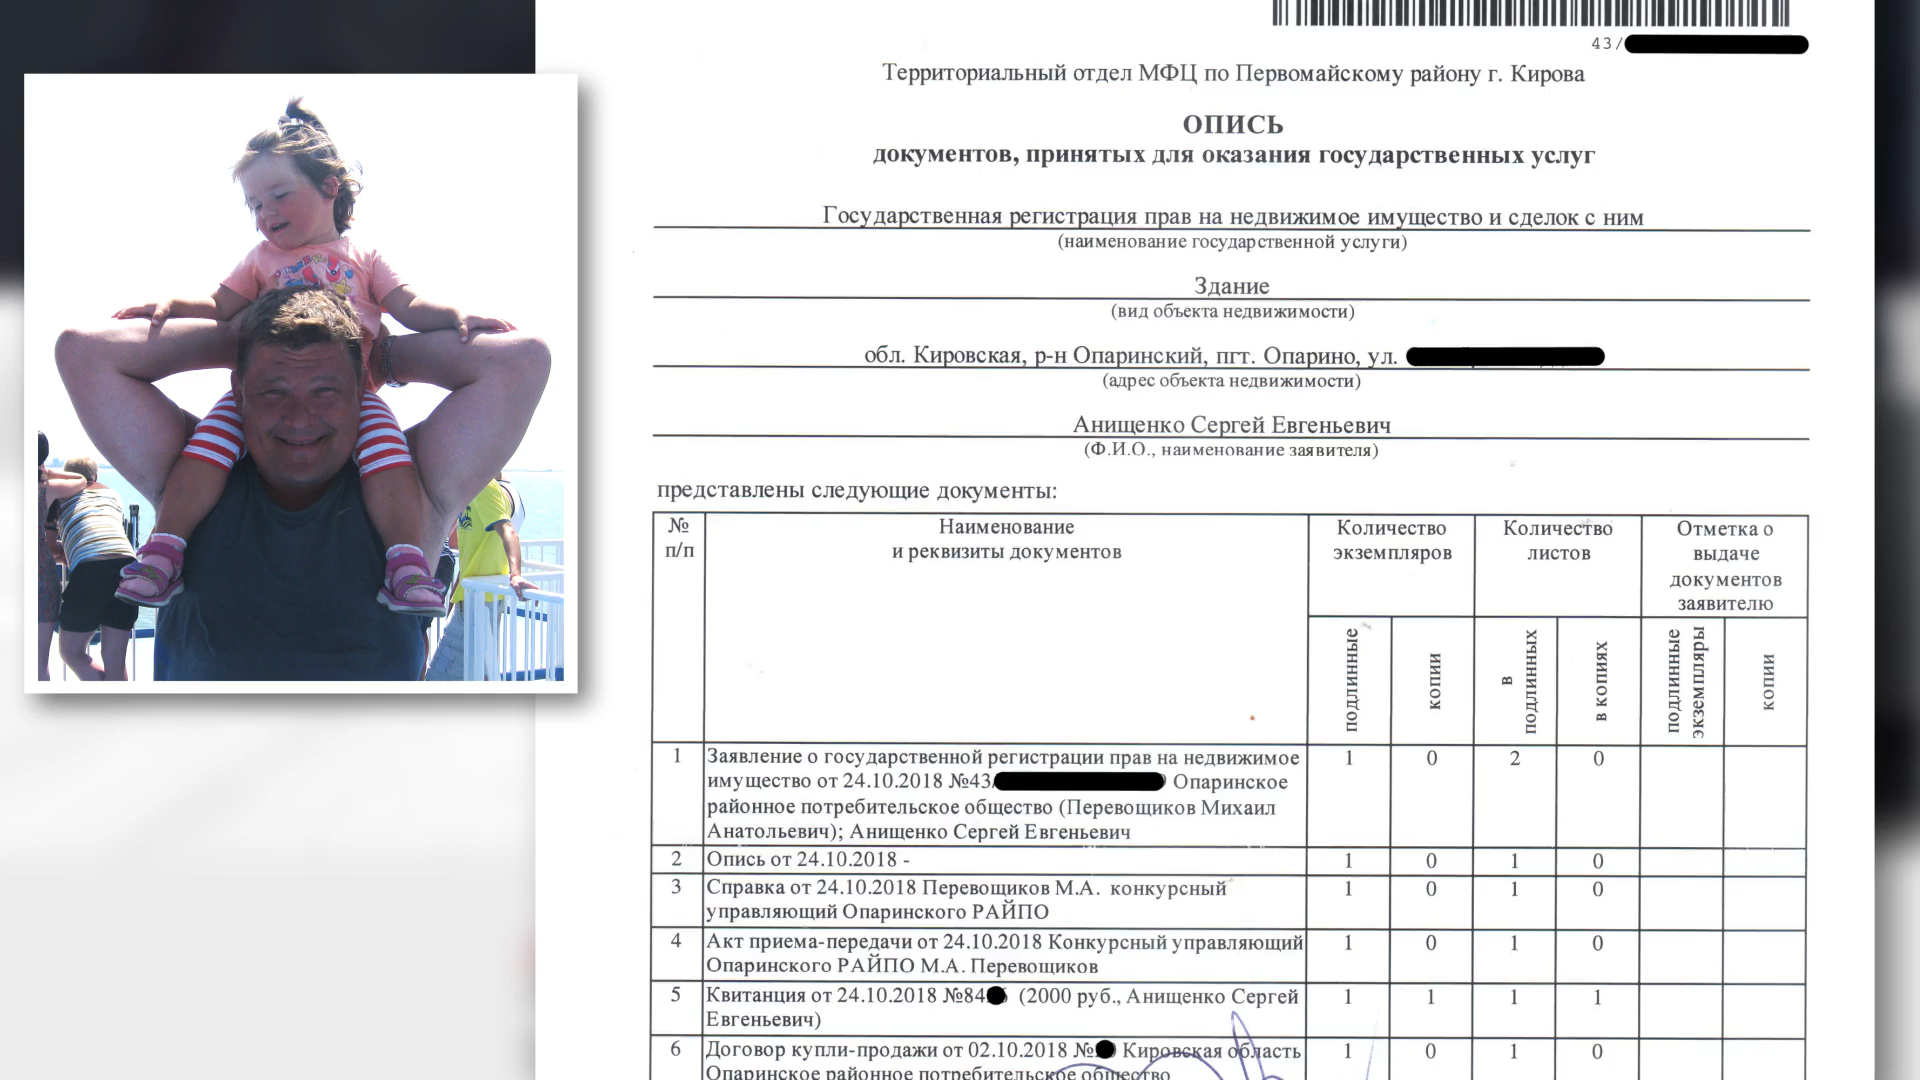 43/
Территориальный отдел МФЦ по Первомайскому району г. Кирова
ОПИСЬ
документов, принятых для оказания государственных услуг
Государственная регистрация прав на недвижимое имущество и сделок с ним
(наименование государственной услуги)
Здание
(вид объекта недвижимости)
обл. Кировская, р-н Опаринский, пгт. Опарино, ул.
(адрес объекта недвижимости)
Анищенко Сергей Евгеньевич
(Ф.И.О., наименование заявителя)
представлены следующие документы:
№ п/п
Наименование
и реквизиты документов
Количество
экземпляров
Количество
листов
Отметка о
выдаче
документов
заявителю
подлинные
копии
в подлинных
в копиях
подлинные экземпляры
копии
1 Заявление о государственной регистрации прав на недвижимое 1 0 2 0
имущество от 24.10.2018 №43 Опаринское
районное потребительское общество (Перевощиков Михаил
Анатольевич); Анищенко Сергей Евгеньевич
2 Опись от 24.10.2018 - 1 0 1 0
3 Справка от 24.10.2018 Перевощиков М.А. конкурсный 1 0 1 0
управляющий Опаринского РАЙПО
4 Акт приема-передачи от 24.10.2018 Конкурсный управляющий 1 0 1 0
Опаринского РАЙПО М.А. Перевощиков
5 Квитанция от 24.10.2018 №84 (2000 руб., Анищенко Сергей 1 1 1 1
Евгеньевич)
6 Договор купли-продажи от 02.10.2018 № Кировская область 1 0 1 0
Опаринское районное потребительское общество